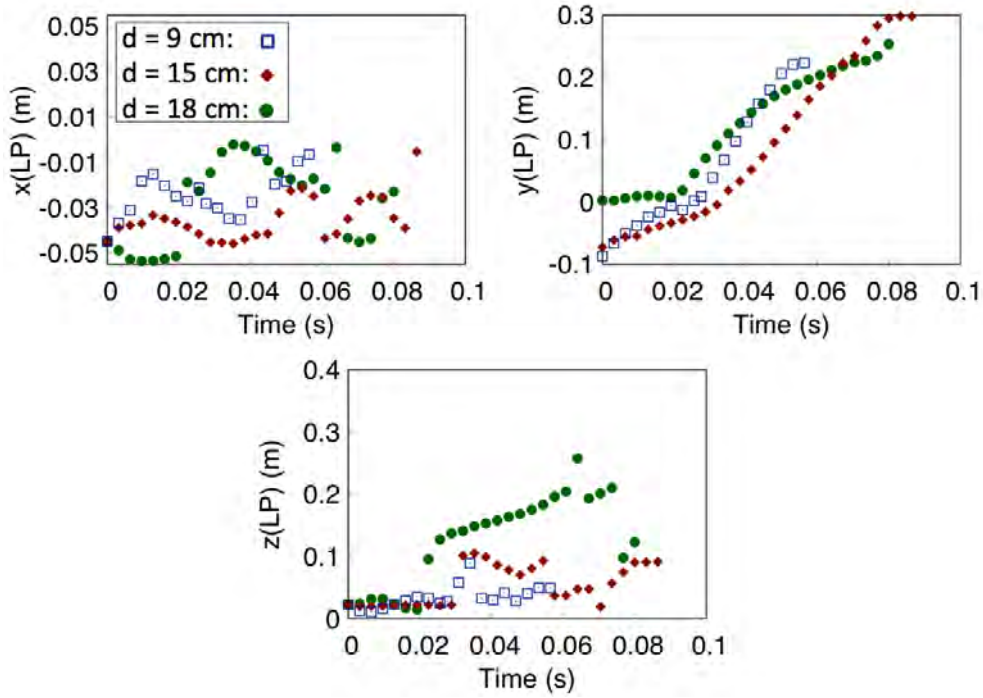 0.05
0.03
0.01
-0.01
-0.03
-0.05
x(LP) (m)
d = 9 cm:
d = 15 cm:
d = 18 cm:
0 0.02 0.04 0.06 0.08 0.1
Time (s)
0.3
0.2
0.1
0
-0.1
y(LP) (m)
0 0.02 0.04 0.06 0.08 0.1
Time (s)
0.4
0.3
0.2
0.1
0
z(LP) (m)
0 0.02 0.04 0.06 0.08 0.1
Time (s)